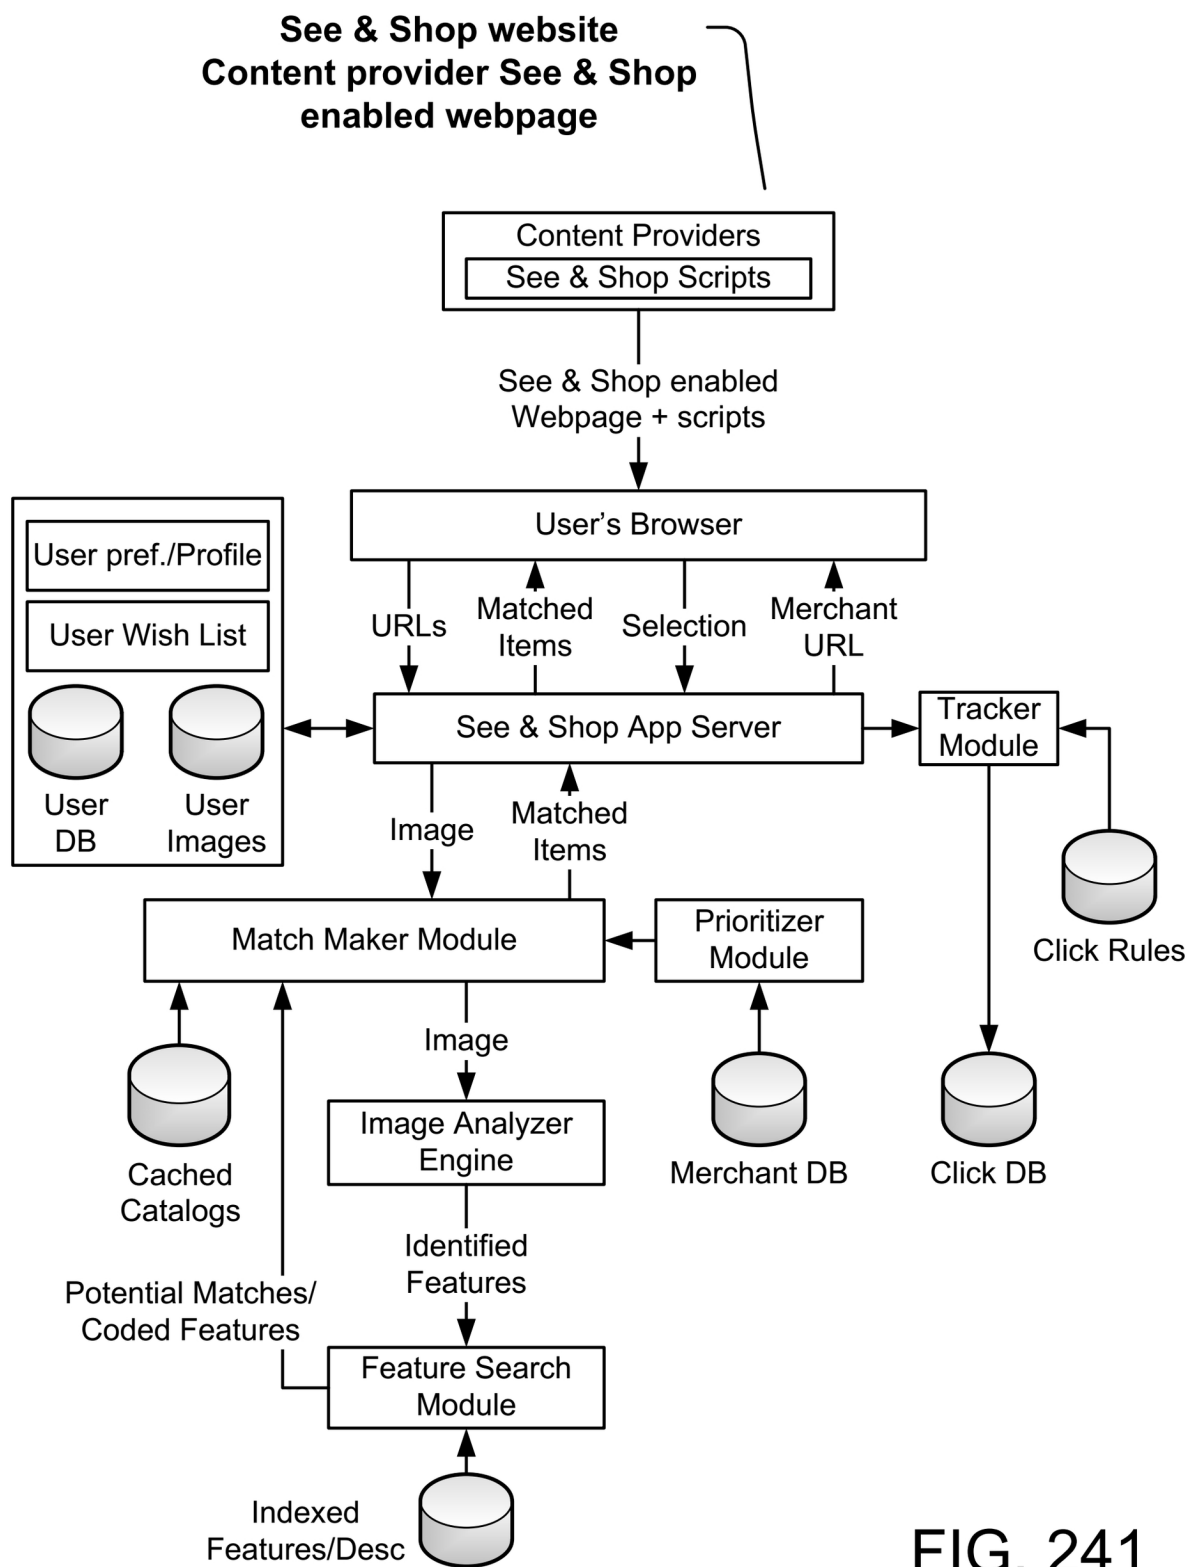 See & Shop website
Content provider See & Shop
enabled webpage
Content Providers
See & Shop Scripts
See & Shop enabled
Webpage + scripts
User's Browser
User pref./Profile
User Wish List
User
DB
User
Images
URLs
Matched
Items
Selection
Merchant
URL
See & Shop App Server
Tracker
Module
Image
Matched
Items
Click Rules
Match Maker Module
Prioritizer
Module
Image
Cached
Catalogs
Image Analyzer
Engine
Merchant DB
Click DB
Identified
Features
Potential Matches/
Coded Features
Feature Search
Module
Indexed
Features/Desc
FIG. 241